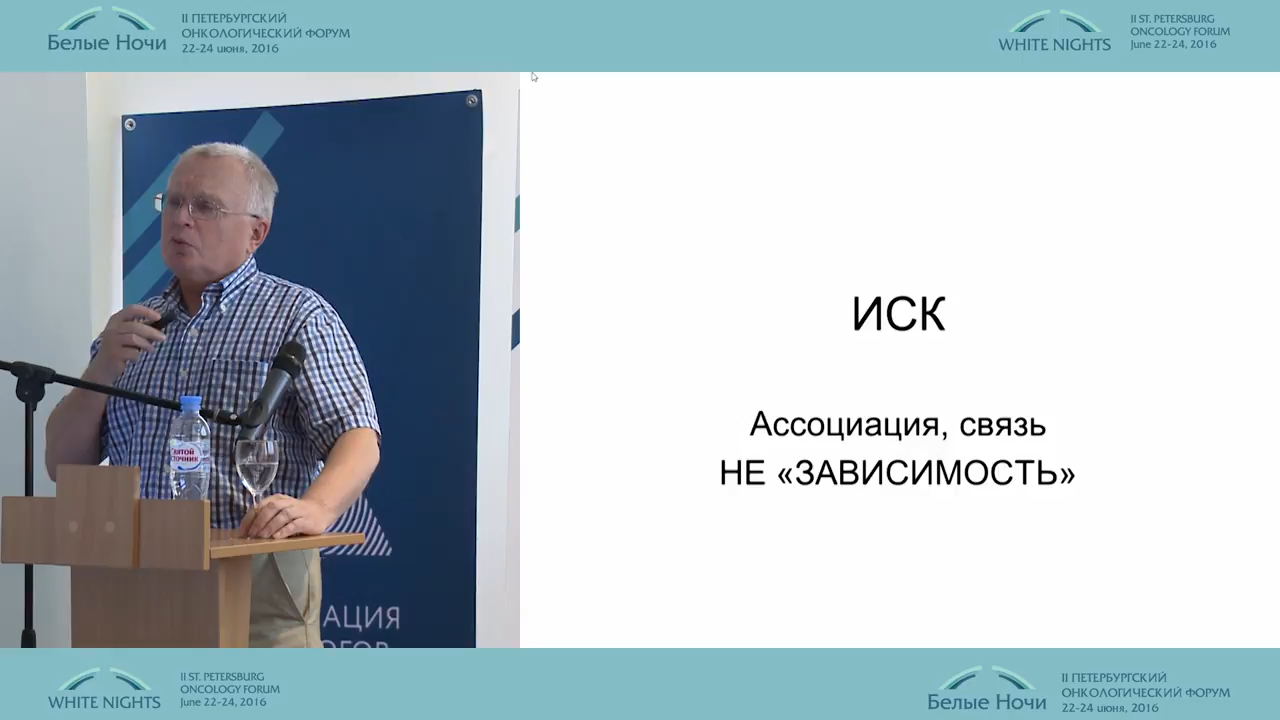 Белые Ночи
II ПЕТЕРБУРГСКИЙ
ОНКОЛОГИЧЕСКИЙ ФОРУМ
22-24 июня, 2016
WHITE NIGHTS
II ST. PETERSBURG
ONCOLOGY FORUM
June 22-24, 2016
ИСК
Ассоциация, связь
НЕ «ЗАВИСИМОСТЬ»
АЦИЯ
WHITE NIGHTS
II ST. PETERSBURG
ONCOLOGY FORUM
June 22-24, 2016
Белые Ночи
II ПЕТЕРБУРГСКИЙ
ОНКОЛОГИЧЕСКИЙ ФОРУМ
22-24 июня, 2016